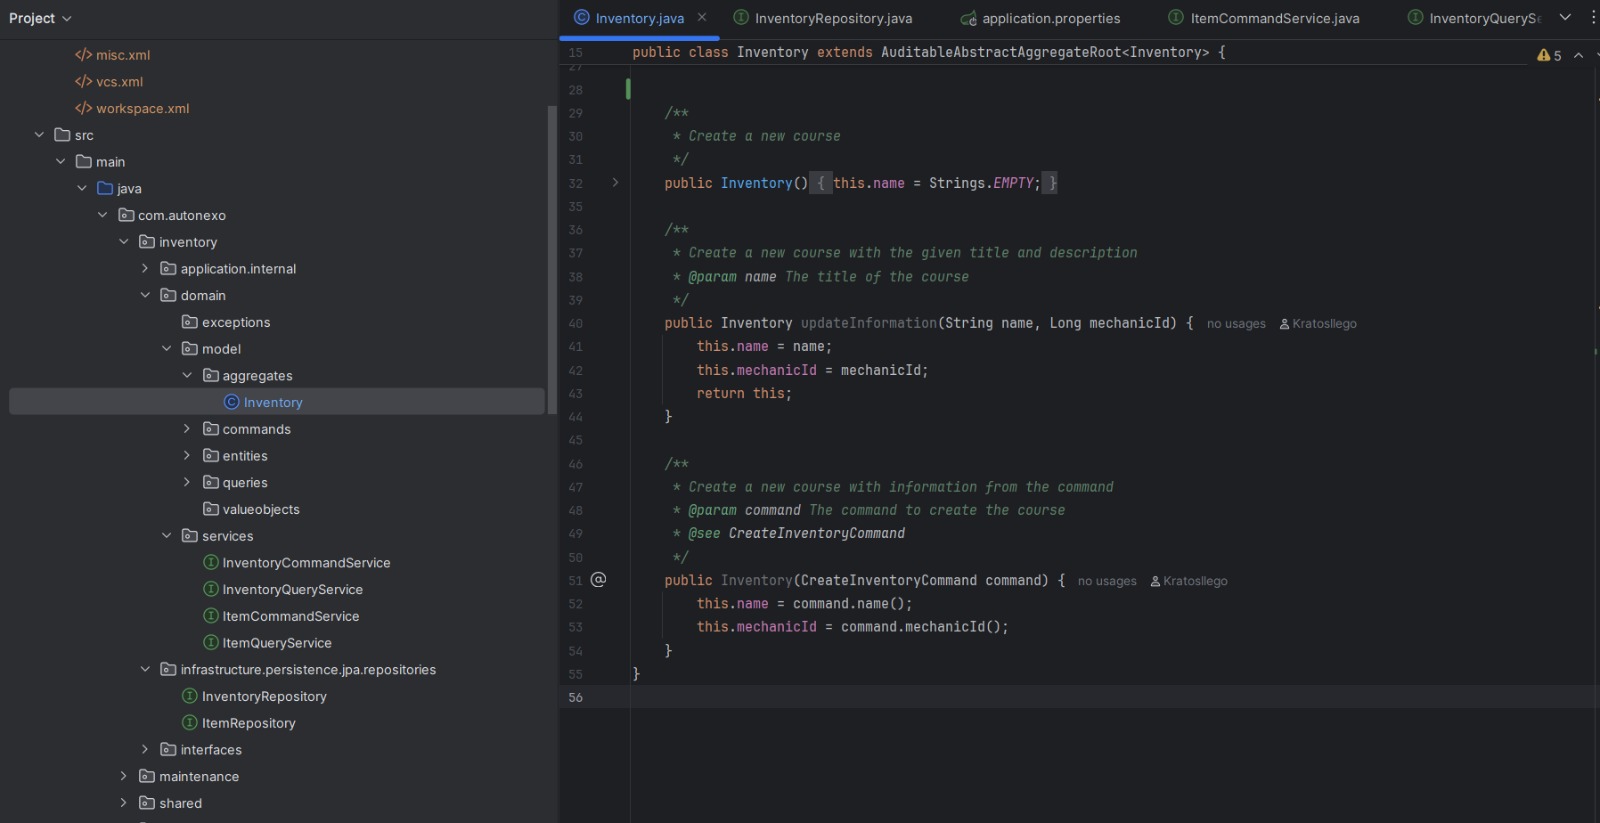 Project
misc.xml
vcs.xml
workspace.xml
src
main
java
com.autonexo
inventory
application.internal
domain
exceptions
model
aggregates
Inventory
commands
entities
queries
valueobjects
services
InventoryCommandService
InventoryQueryService
ItemCommandService
ItemQueryService
infrastructure.persistence.jpa.repositories
InventoryRepository
ItemRepository
interfaces
maintenance
shared
Inventory.java InventoryRepository.java application.properties ItemCommandService.java InventoryQuerySe
15 public class Inventory extends AuditableAbstractAggregateRoot<Inventory> { 5
27
28
29 /**
30 * Create a new course
31 */
32 public Inventory() { this.name = Strings.EMPTY; }
35
36 /**
37 * Create a new course with the given title and description
38 * @param name The title of the course
39 */
40 public Inventory updateInformation(String name, Long mechanicId) { no usages Kratosllego
41 this.name = name;
42 this.mechanicId = mechanicId;
43 return this;
44 }
45
46 /**
47 * Create a new course with information from the command
48 * @param command The command to create the course
49 * @see CreateInventoryCommand
50 */
51 @ public Inventory(CreateInventoryCommand command) { no usages Kratosllego
52 this.name = command.name();
53 this.mechanicId = command.mechanicId();
54 }
55 }
56